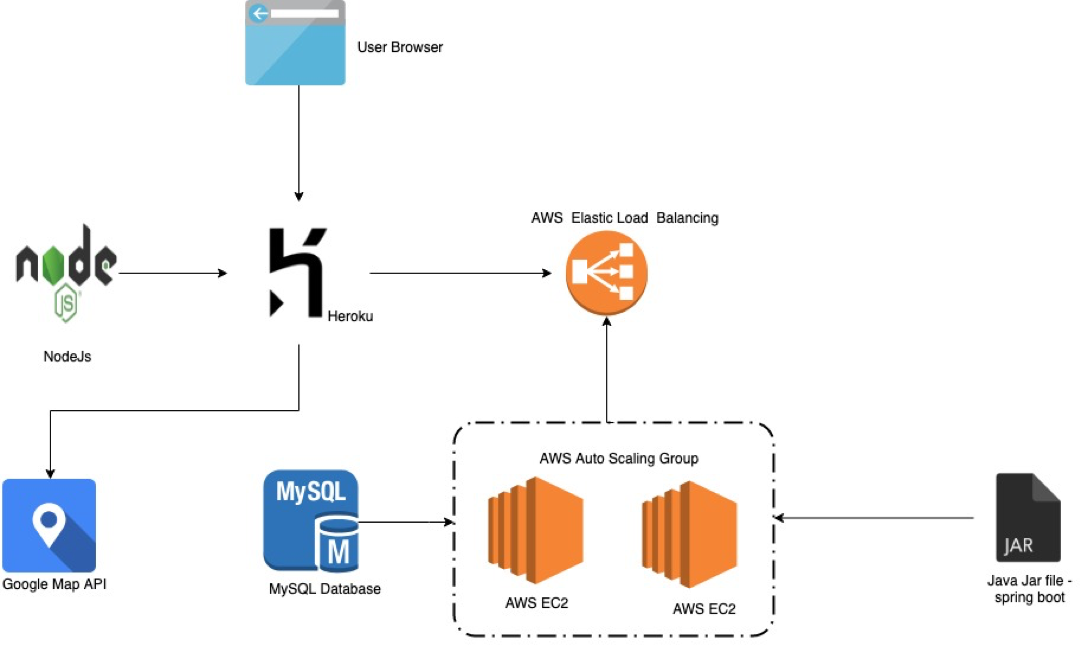 User Browser
AWS Elastic Load Balancing
node
JS
Heroku
NodeJs
AWS Auto Scaling Group
MySQL
M
JAR
Google Map API
MySQL Database
AWS EC2
AWS EC2
Java Jar file -
spring boot